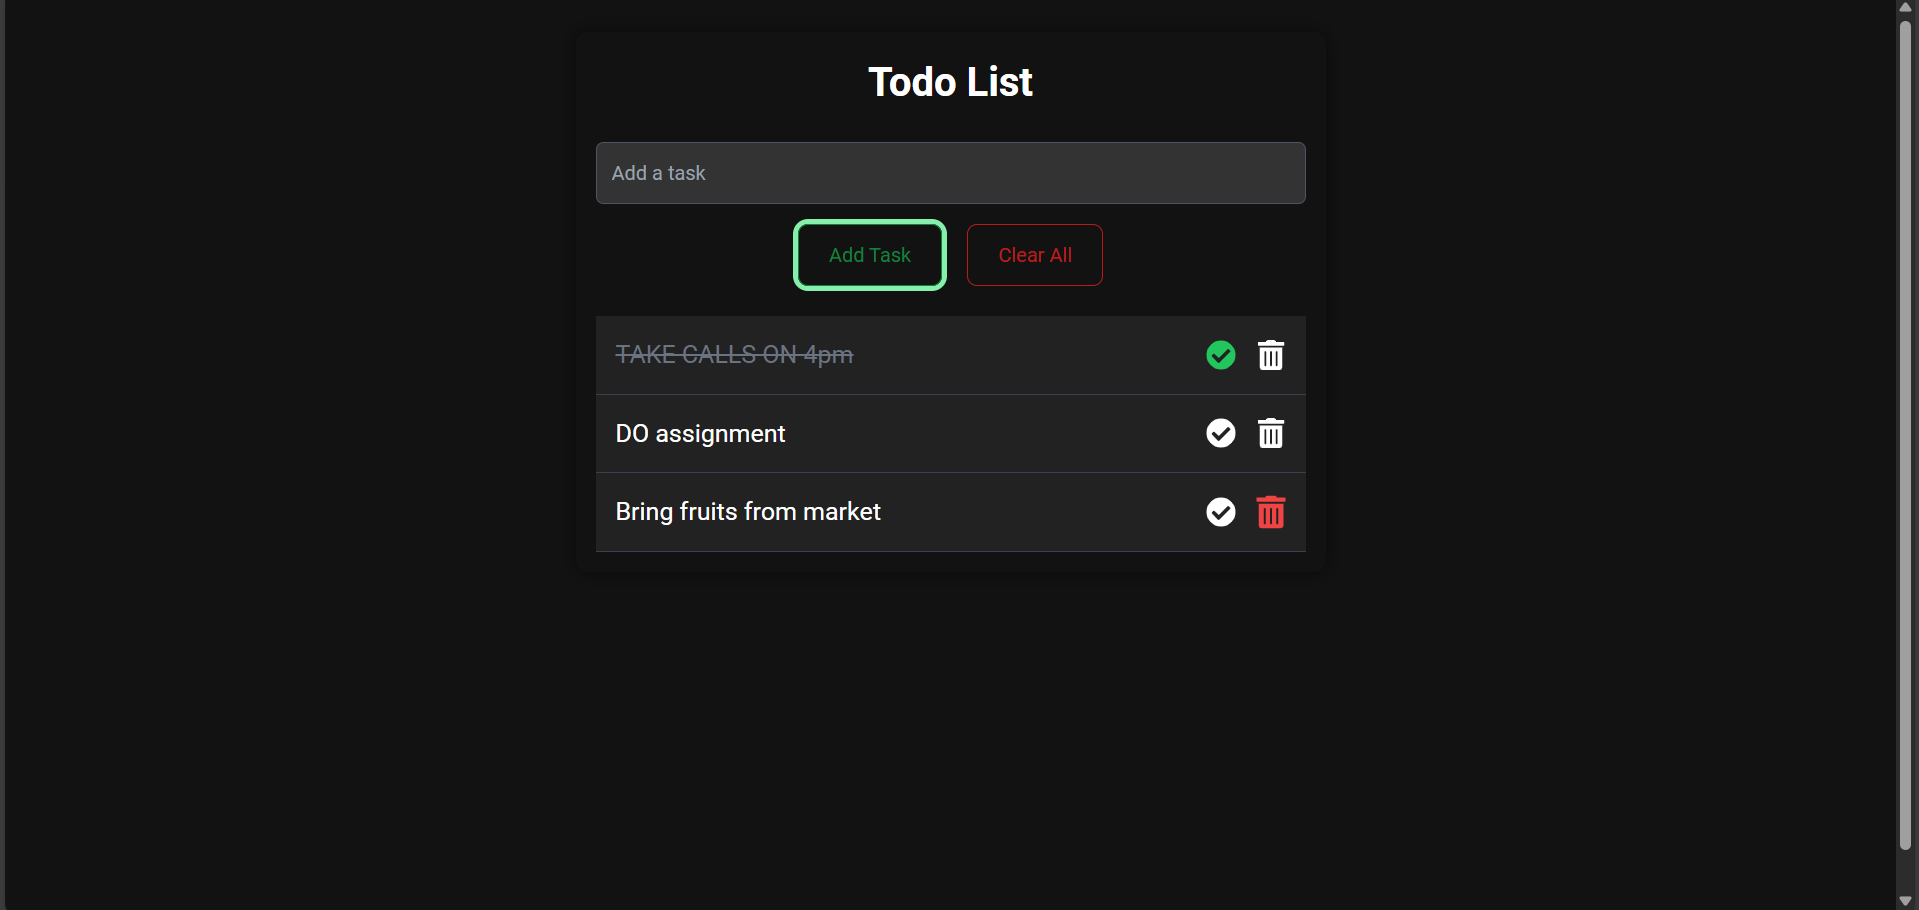 Todo List
Add a task
Add Task Clear All
TAKE CALLS ON 4pm
DO assignment
Bring fruits from market